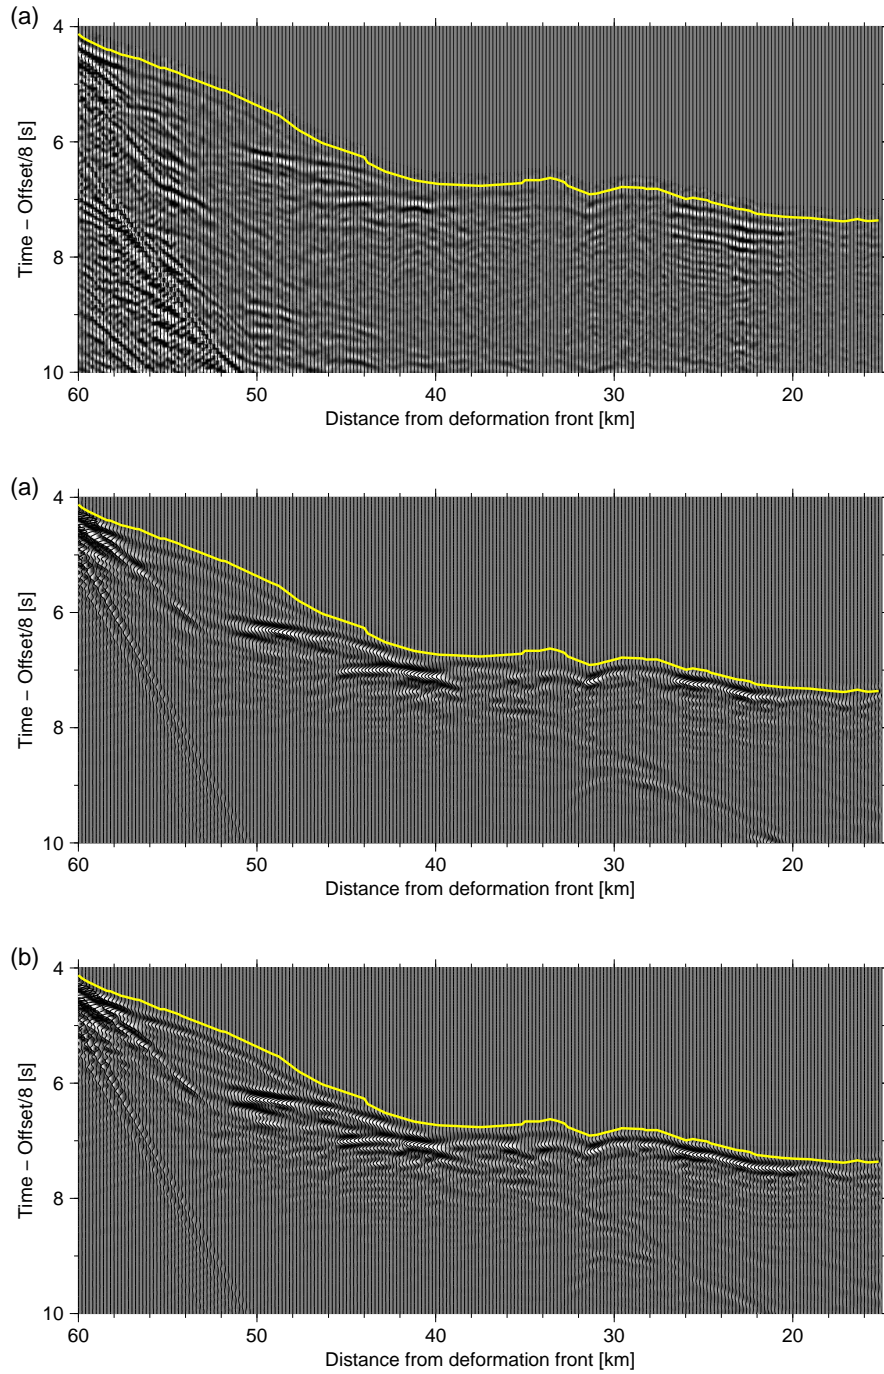 (a)
4
6
8
10
Time − Offset/8 [s]
60 50 40 30 20
Distance from deformation front [km]
(a)
4
6
8
10
Time − Offset/8 [s]
60 50 40 30 20
Distance from deformation front [km]
(b)
4
6
8
10
Time − Offset/8 [s]
60 50 40 30 20
Distance from deformation front [km]